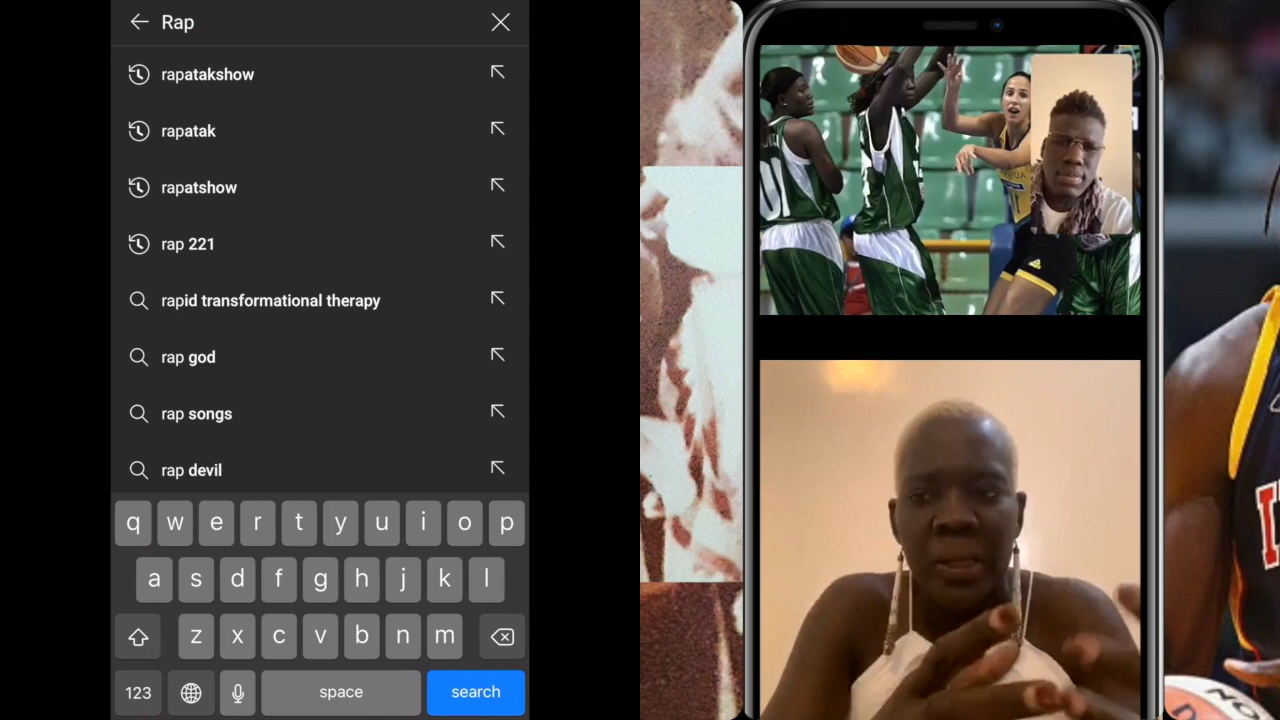 Rap
rapatakshow
rapatak
rapatshow
rap 221
rapid transformational therapy
rap god
rap songs
rap devil
q w e r t y u i o p
a s d f g h j k l
z x c v b n m
123 space search